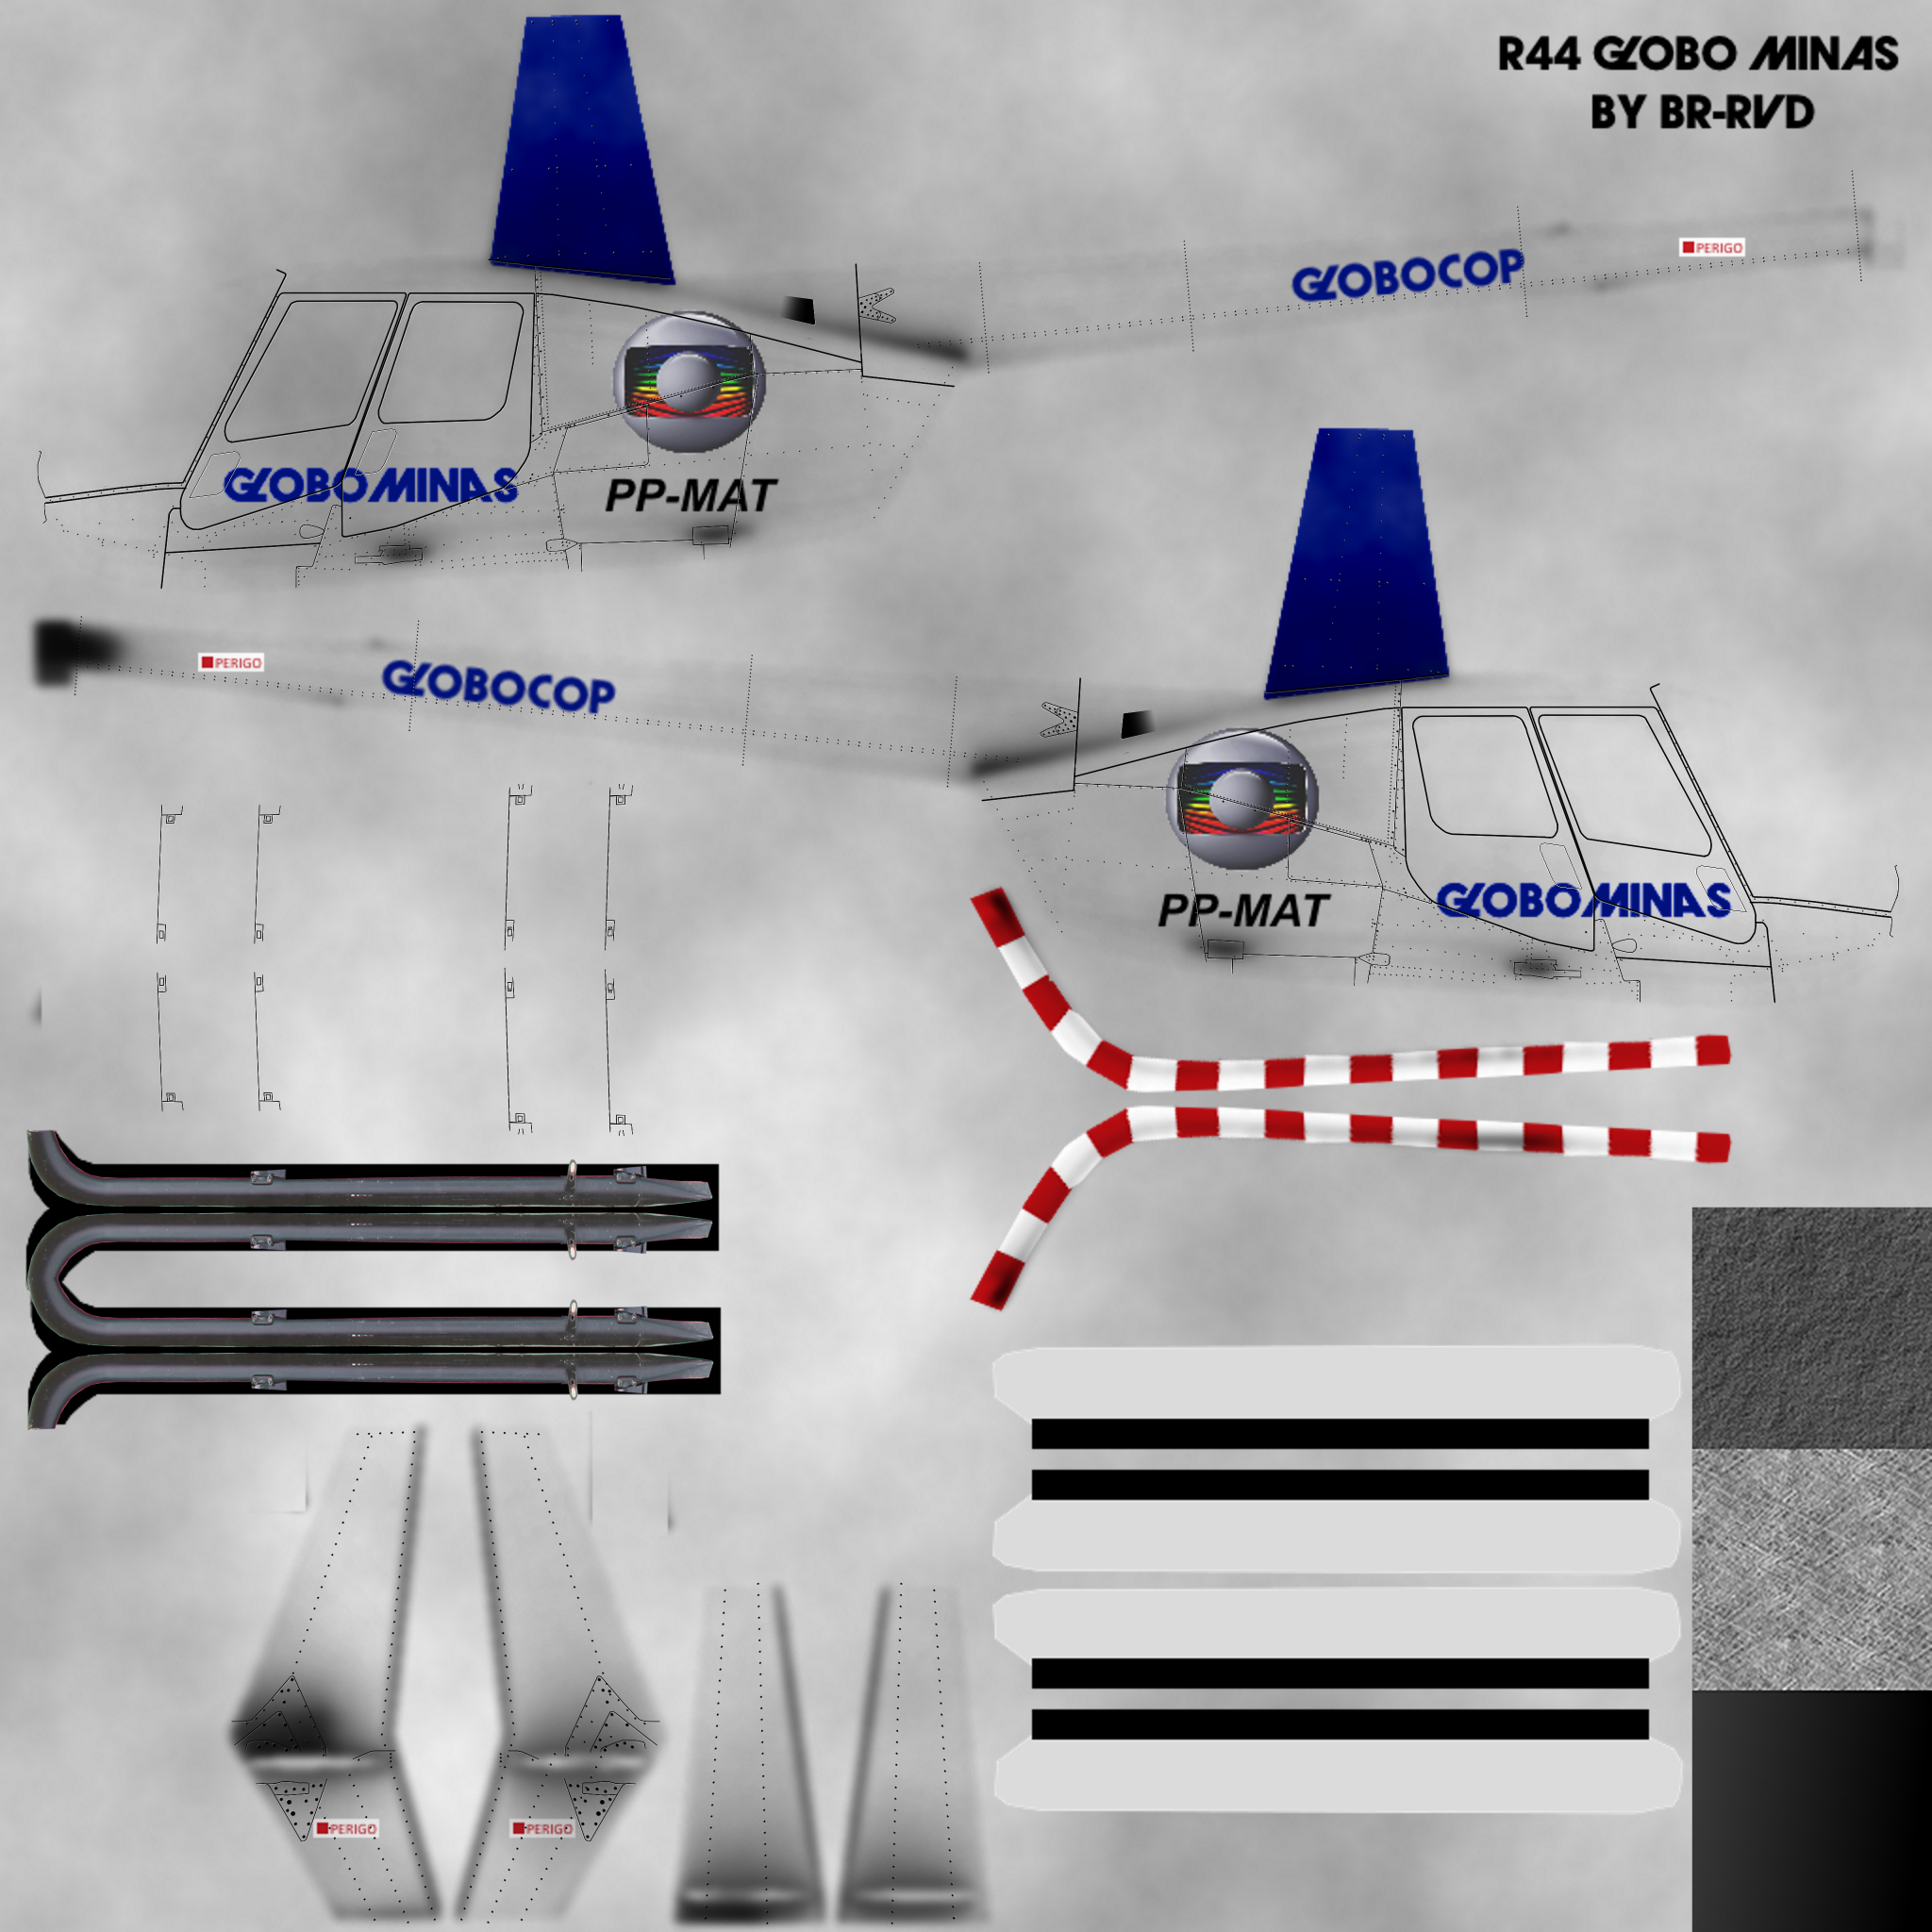 R44 GLOBO MINAS
BY BR-RVD
PERIGO
GLOBOCOP
GLOBO MINAS
PP-MAT
PERIGO
GLOBOCOP
GLOBO MINAS
PP-MAT
PERIGO
PERIGO